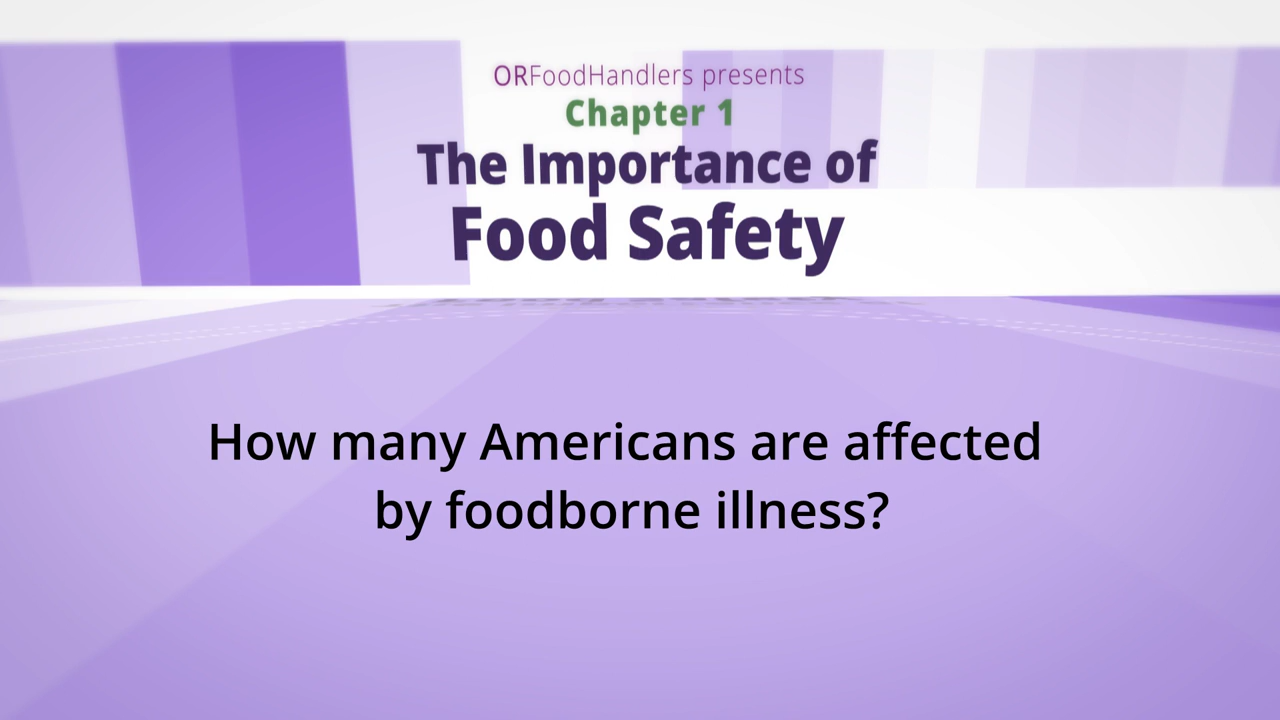 ORFoodHandlers presents
Chapter 1
The Importance of
Food Safety
How many Americans are affected
by foodborne illness?